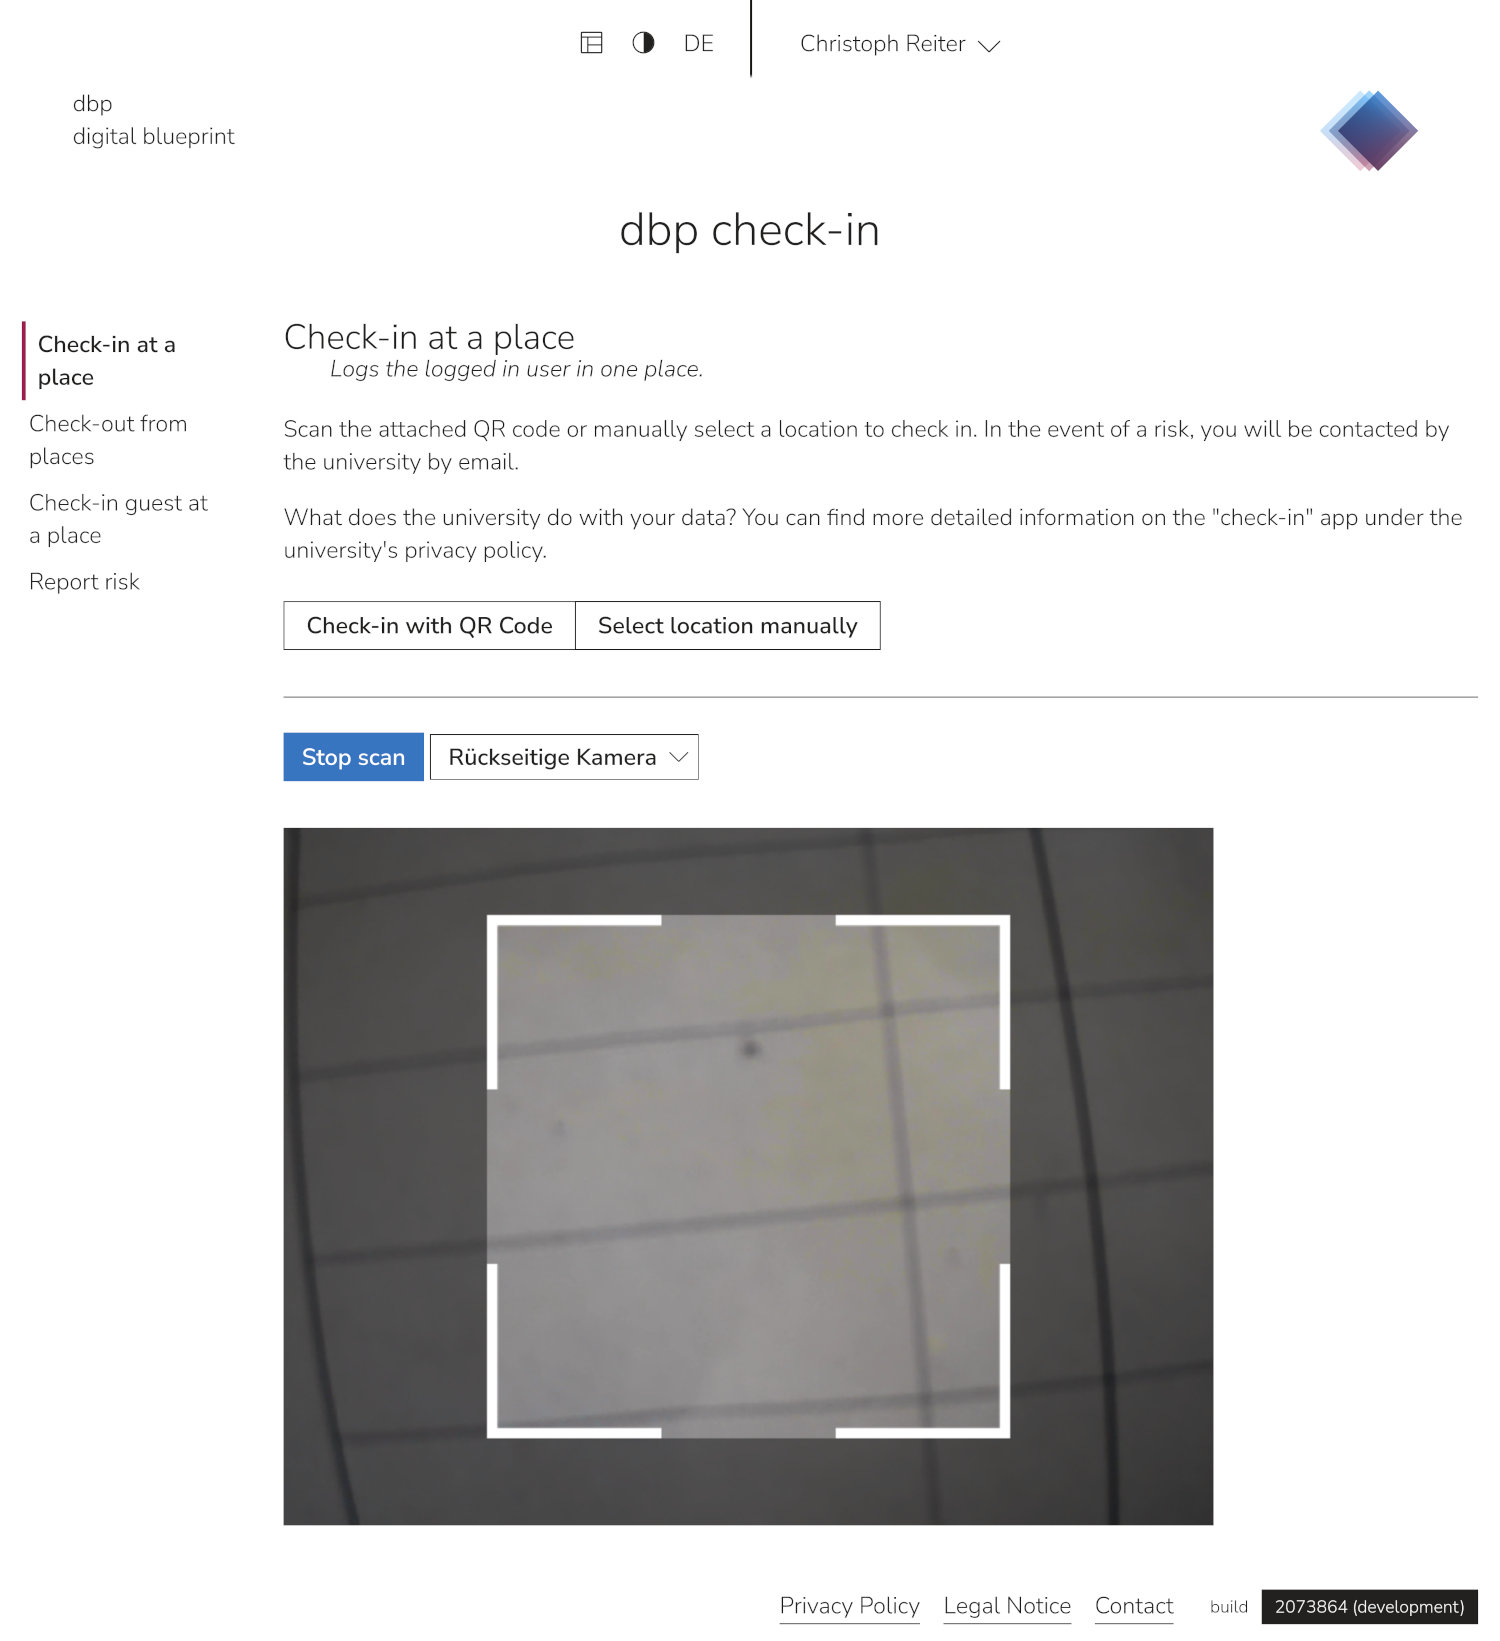 DE
Christoph Reiter
dbp
digital blueprint
dbp check-in
Check-in at a
place
Check-out from
places
Check-in guest at
a place
Report risk
Check-in at a place
Logs the logged in user in one place.
Scan the attached QR code or manually select a location to check in. In the event of a risk, you will be contacted by
the university by email.
What does the university do with your data? You can find more detailed information on the "check-in" app under the
university's privacy policy.
Check-in with QR Code
Select location manually
Stop scan
Rückseitige Kamera
Privacy Policy
Legal Notice
Contact
build
2073864 (development)